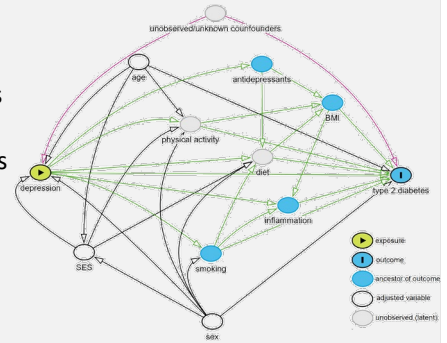 unobserved/unknown counfounders
age
antidepressants
s
BMI
physical activity
s
diet
depression
type 2 diabetes
inflammation
exposure
SES
outcome
smoking
ancestor of outcome
adjusted variable
unobserved (latent)
sex